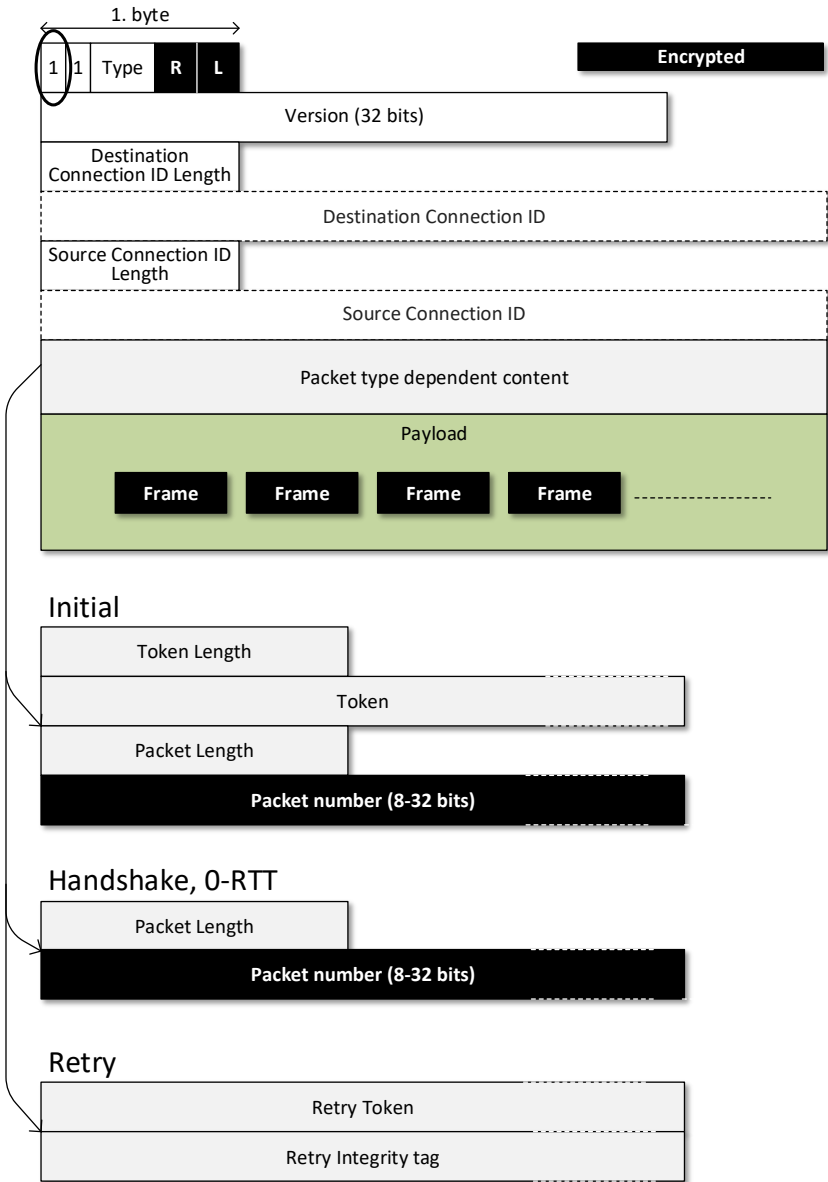 1. byte
1 1 Type R L
Encrypted
Version (32 bits)
Destination
Connection ID Length
Destination Connection ID
Source Connection ID
Length
Source Connection ID
Packet type dependent content
Payload
Frame Frame Frame Frame
Initial
Token Length
Token
Packet Length
Packet number (8-32 bits)
Handshake, 0-RTT
Packet Length
Packet number (8-32 bits)
Retry
Retry Token
Retry Integrity tag